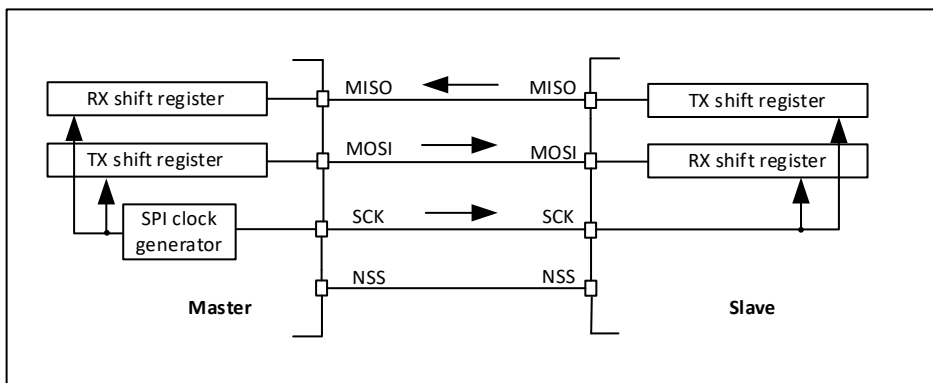 MISO MISO
RX shift register TX shift register
MOSI MOSI
TX shift register RX shift register
SCK SCK
SPI clock
generator
NSS NSS
Master Slave